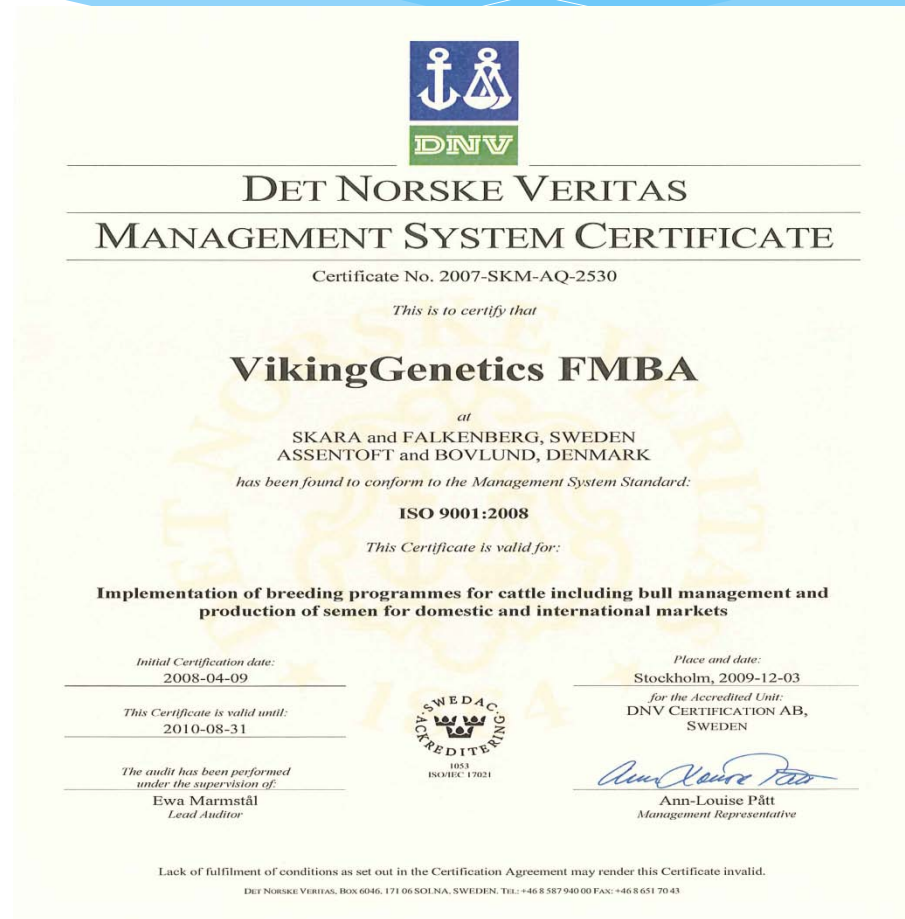 DNV
DET NORSKE VERITAS
MANAGEMENT SYSTEM CERTIFICATE
Certificate No. 2007-SKM-AQ-2530
This is to certify that
VikingGenetics FMBA
at
SKARA and FALKENBERG, SWEDEN
ASSENTOFT and BOVLUND, DENMARK
has been found to conform to the Management System Standard:
ISO 9001:2008
This Certificate is valid for:
Implementation of breeding programmes for cattle including bull management and
production of semen for domestic and international markets
Initial Certification date:
2008-04-09
This Certificate is valid until:
2010-08-31
The audit has been performed
under the supervision of:
Ewa Marmstål
Lead Auditor
SWEDAC
ACKREDITERING
1053
ISO/IEC 17021
Place and date:
Stockholm, 2009-12-03
for the Accredited Unit:
DNV CERTIFICATION AB,
SWEDEN
Ann-Louise Pått
Ann-Louise Pått
Management Representative
Lack of fulfilment of conditions as set out in the Certification Agreement may render this Certificate invalid.
DET NORSKE VERITAS, BOX 6046, 171 06 SOLNA, SWEDEN. TEL.: +46 8 587 940 00 FAX: +46 8 651 70 43
DET NORSKE VERITAS
1864